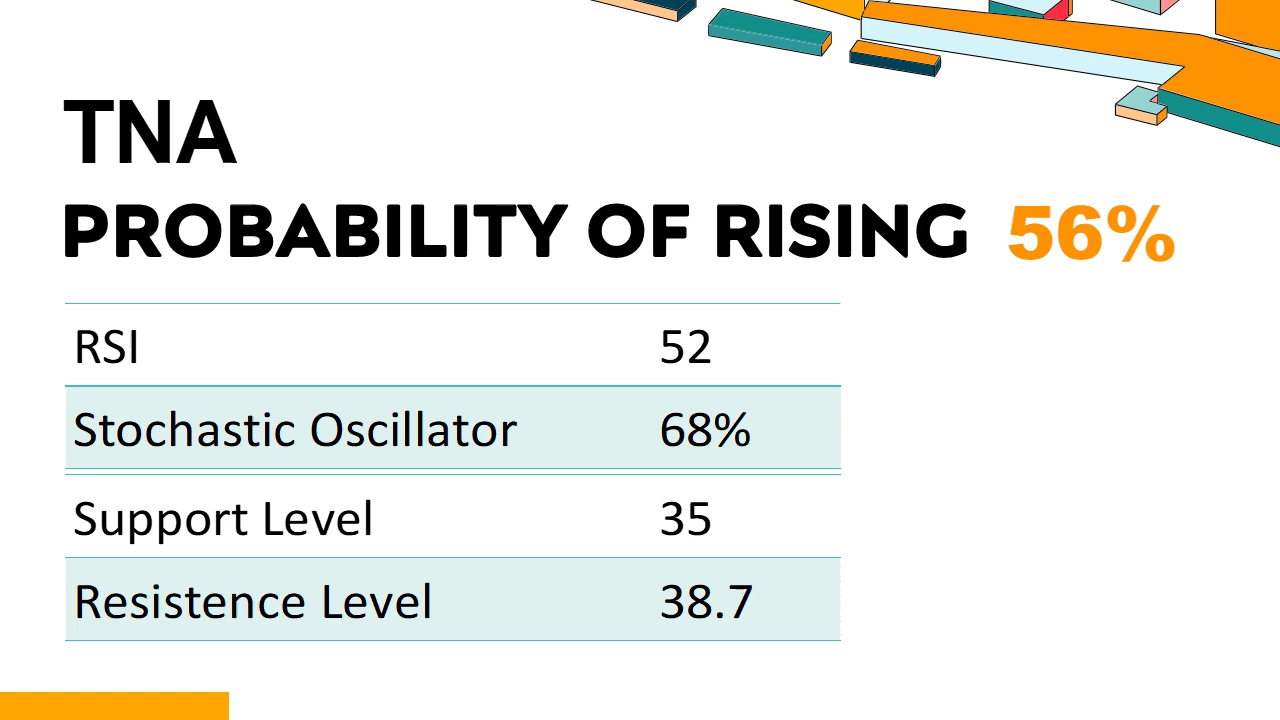 TNA
PROBABILITY OF RISING 56%
RSI 52
Stochastic Oscillator 68%
Support Level 35
Resistence Level 38.7